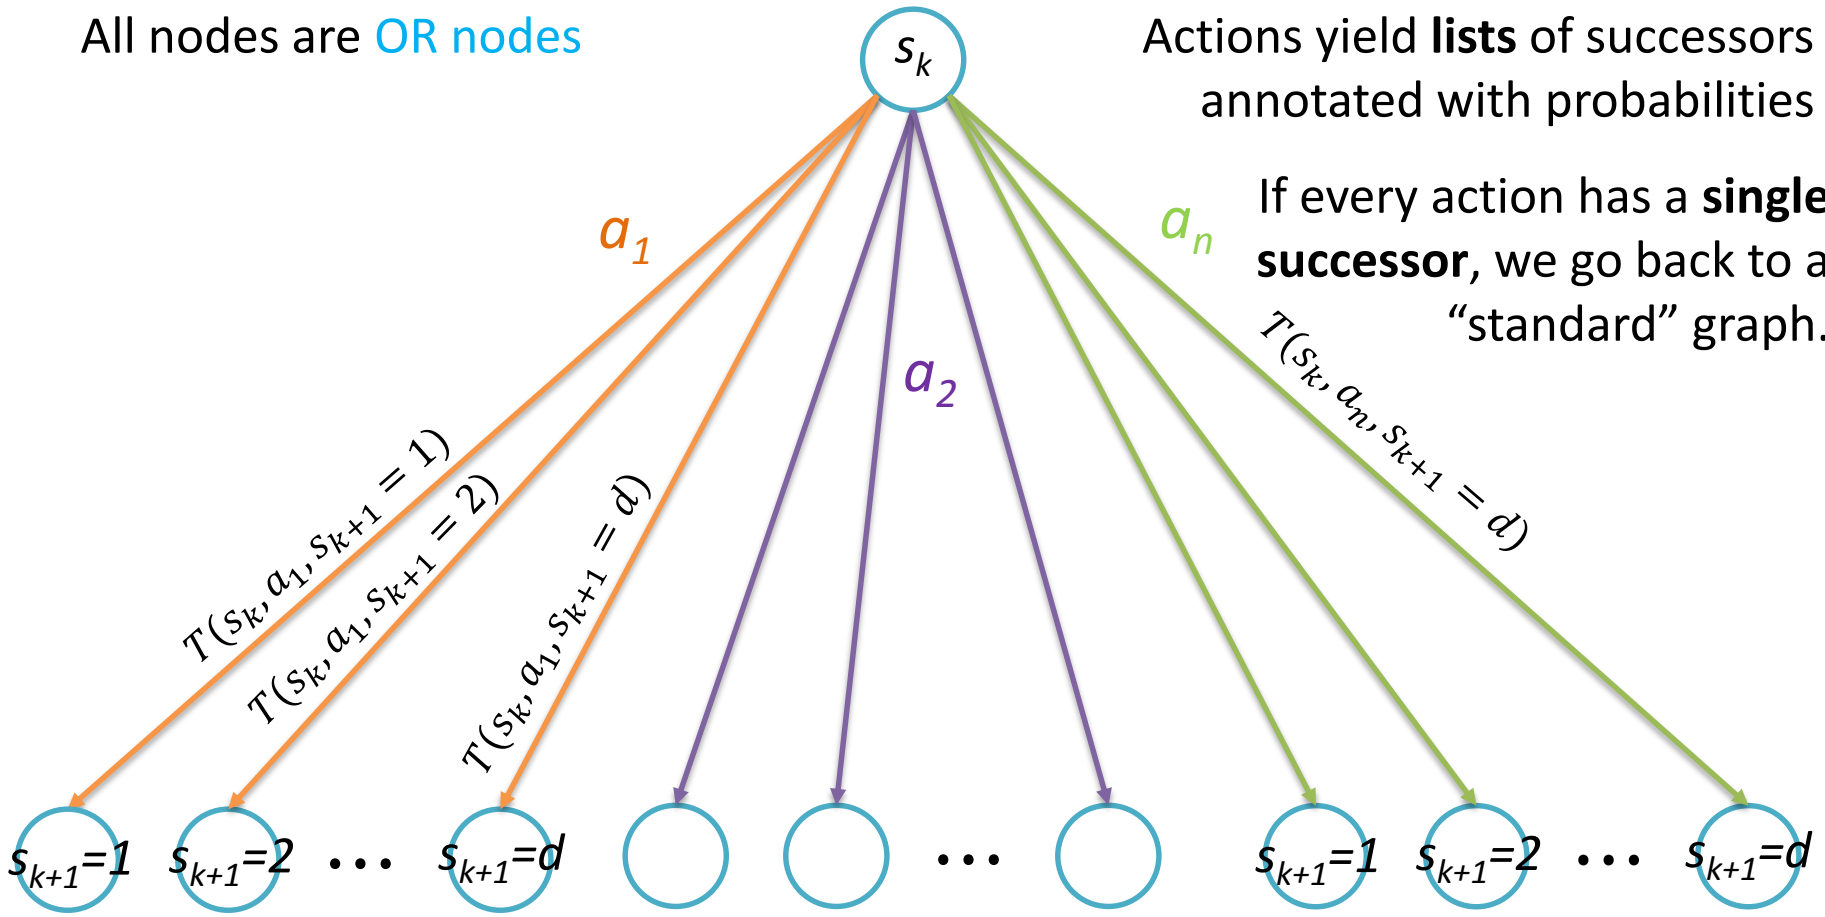 All nodes are OR nodes
s_k
Actions yield lists of successors
annotated with probabilities
If every action has a single
successor, we go back to a
“standard” graph.
a_1
a_2
a_n
T(s_k, a_1, s_{k+1} = 1)
T(s_k, a_1, s_{k+1} = 2)
T(s_k, a_1, s_{k+1} = d)
T(s_k, a_n, s_{k+1} = d)
s_{k+1}=1
s_{k+1}=2
...
s_{k+1}=d
...
s_{k+1}=1
s_{k+1}=2
...
s_{k+1}=d